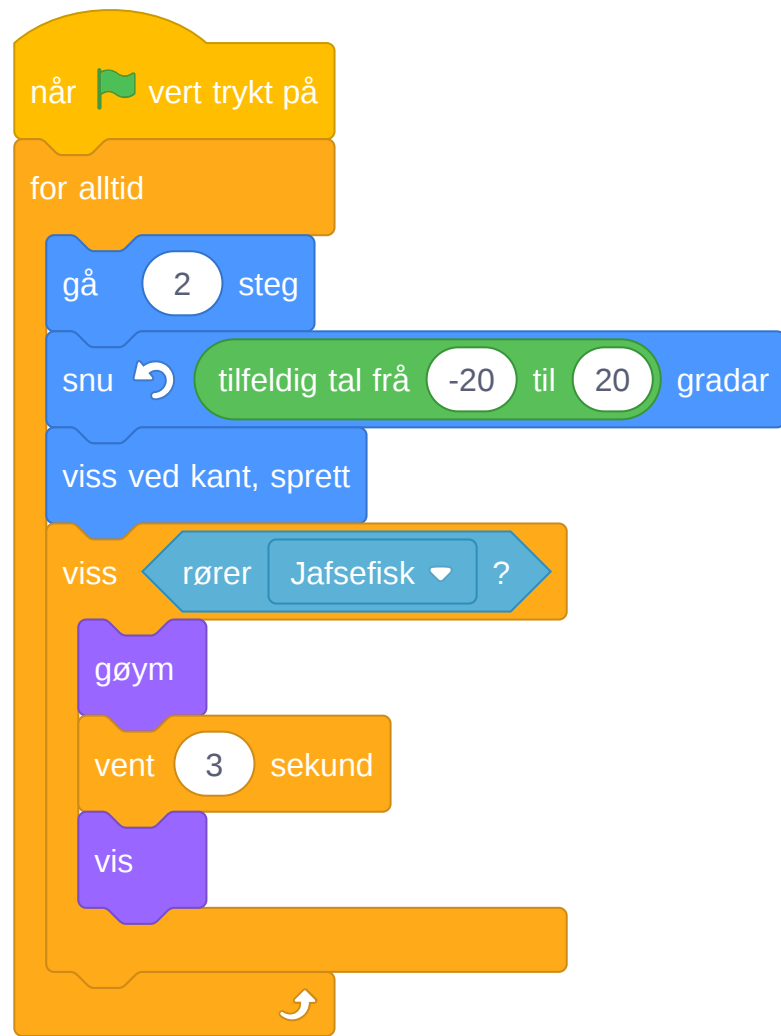 når vert trykt på
for alltid
gå 2 steg
snu tilfeldig tal frå -20 til 20 gradar
viss ved kant, sprett
viss rører Jafsefisk ?
gøym
vent 3 sekund
vis